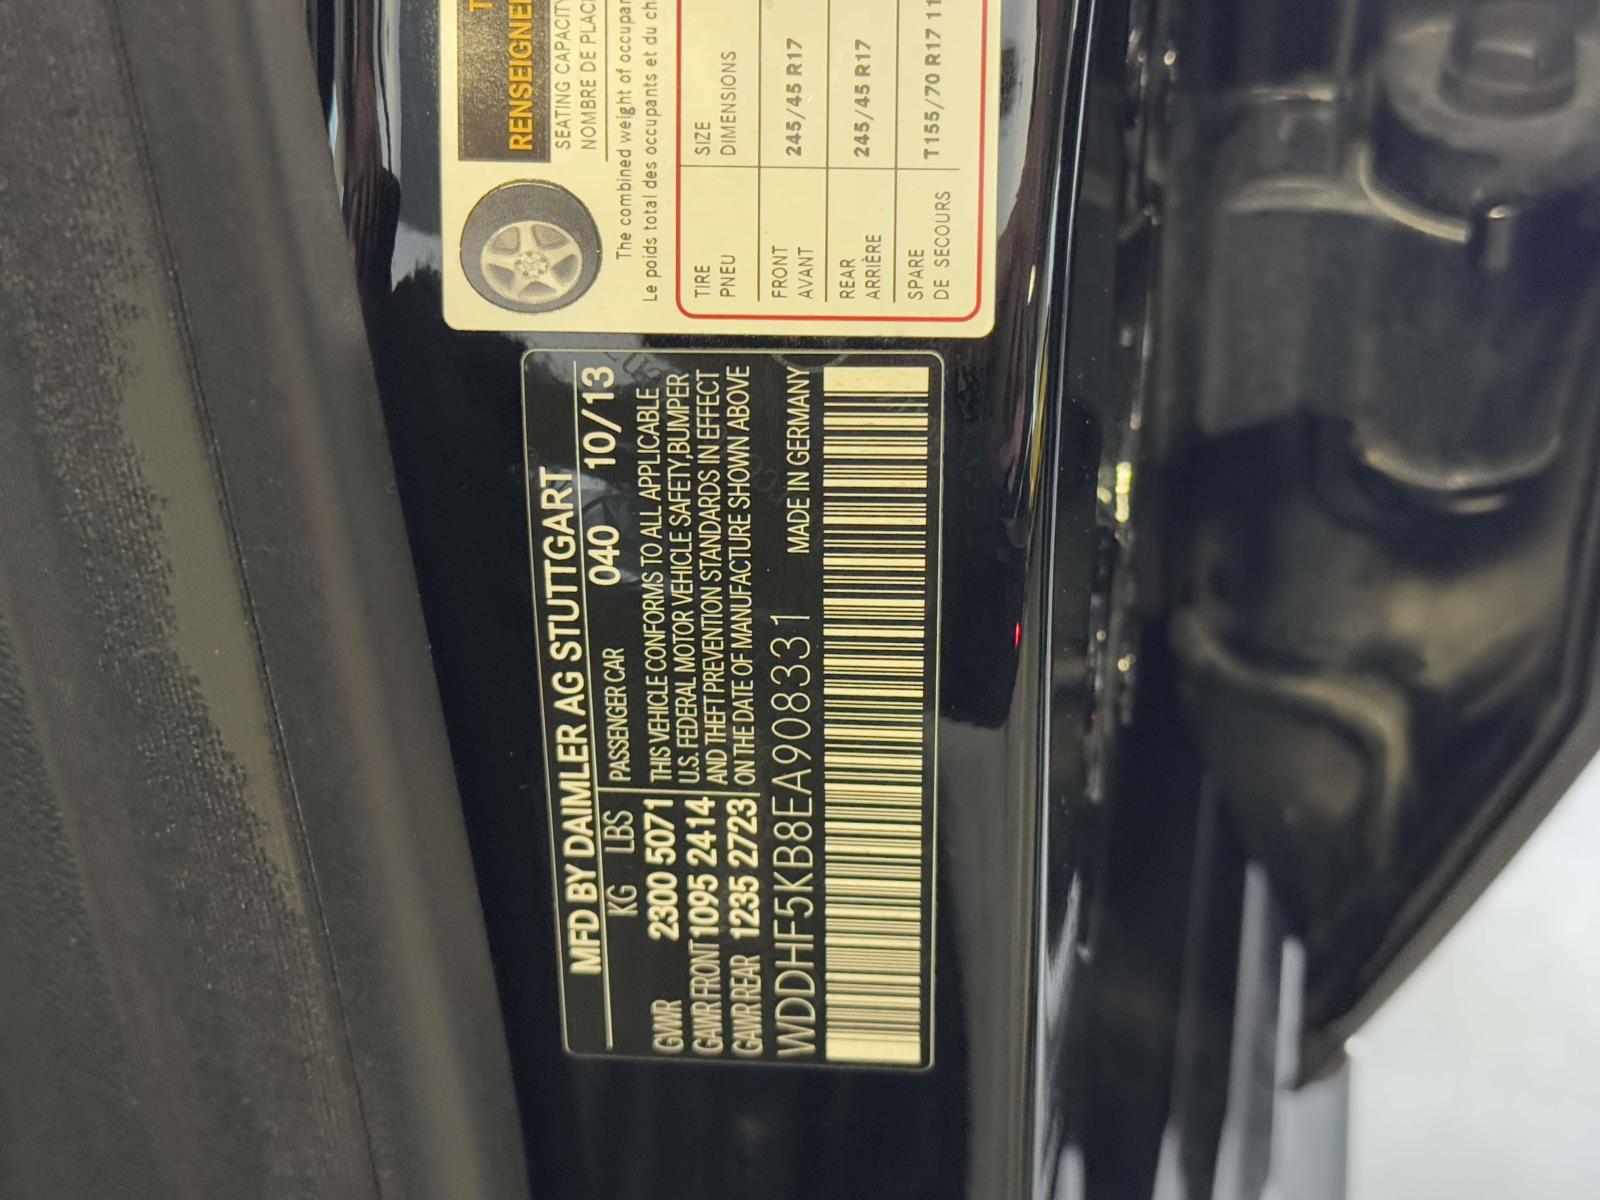 MFD BY DAIMLER AG STUTTGART
KG LBS PASSENGER CAR 040 10/13
GVWR 2300 5071 THIS VEHICLE CONFORMS TO ALL APPLICABLE
GAWR FRONT 1095 2414 U.S. FEDERAL MOTOR VEHICLE SAFETY,BUMPER
AND THEFT PREVENTION STANDARDS IN EFFECT
GAWR REAR 1235 2723 ON THE DATE OF MANUFACTURE SHOWN ABOVE
WDDHF5KB8EA908331 MADE IN GERMANY
SEATING CAPACITY
NOMBRE DE
The combined weight of
Le poids total des occupants et du
TIRE SIZE
PNEU DIMENSIONS
FRONT 245/45 R17
AVANT
REAR 245/45 R17
ARRIÈRE
SPARE T155/70 R17
DE SECOURS